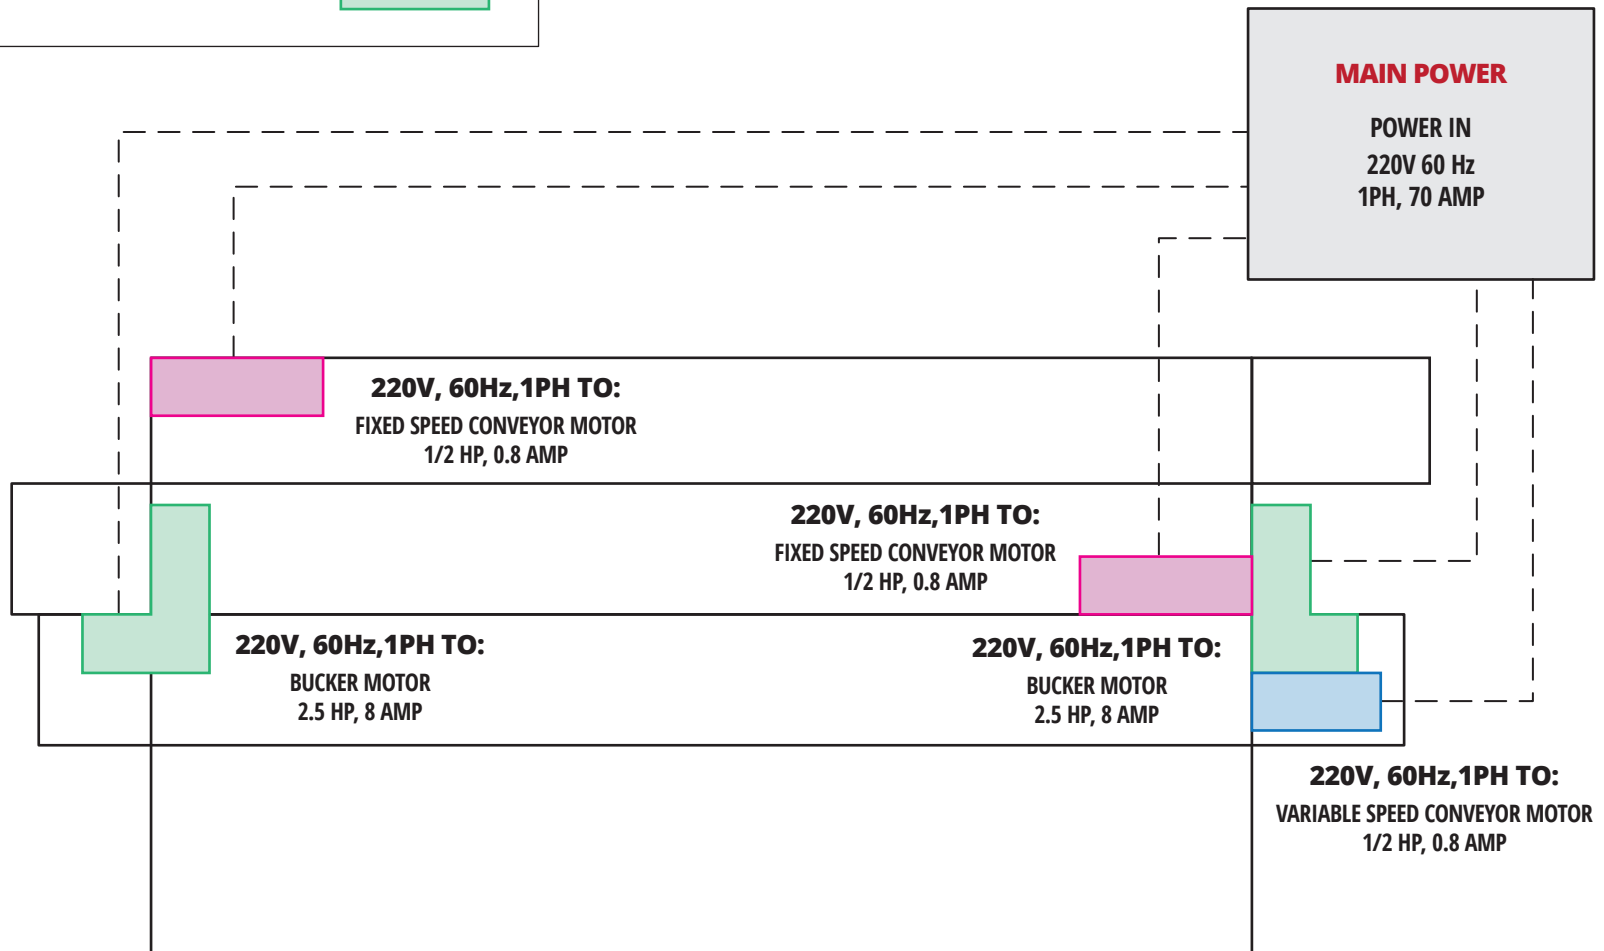 MAIN POWER
POWER IN
220V 60 Hz
1PH, 70 AMP
220V, 60Hz,1PH TO:
FIXED SPEED CONVEYOR MOTOR
1/2 HP, 0.8 AMP
220V, 60Hz,1PH TO:
FIXED SPEED CONVEYOR MOTOR
1/2 HP, 0.8 AMP
220V, 60Hz,1PH TO:
BUCKER MOTOR
2.5 HP, 8 AMP
220V, 60Hz,1PH TO:
BUCKER MOTOR
2.5 HP, 8 AMP
220V, 60Hz,1PH TO:
VARIABLE SPEED CONVEYOR MOTOR
1/2 HP, 0.8 AMP